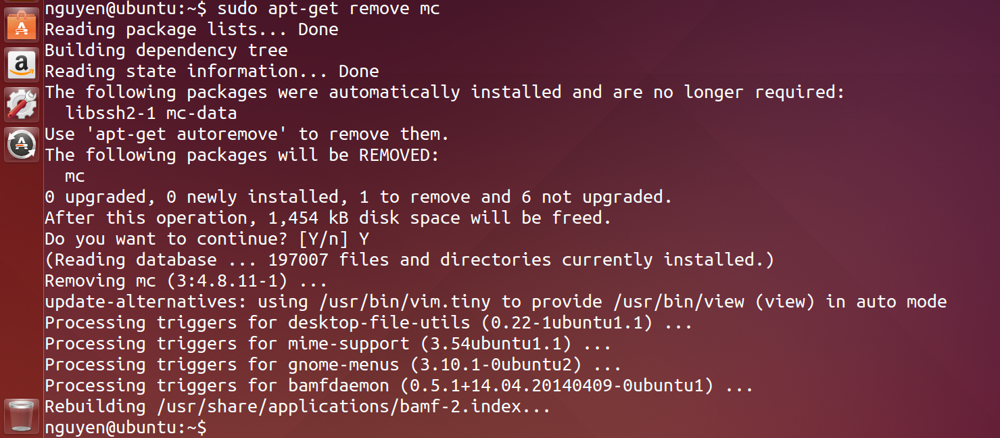 nguyen@ubuntu:~$ sudo apt-get remove mc
Reading package lists... Done
Building dependency tree
Reading state information... Done
The following packages were automatically installed and are no longer required:
  libssh2-1 mc-data
Use 'apt-get autoremove' to remove them.
The following packages will be REMOVED:
  mc
0 upgraded, 0 newly installed, 1 to remove and 6 not upgraded.
After this operation, 1,454 kB disk space will be freed.
Do you want to continue? [Y/n] Y
(Reading database ... 197007 files and directories currently installed.)
Removing mc (3:4.8.11-1) ...
update-alternatives: using /usr/bin/vim.tiny to provide /usr/bin/view (view) in auto mode
Processing triggers for desktop-file-utils (0.22-1ubuntu1.1) ...
Processing triggers for mime-support (3.54ubuntu1.1) ...
Processing triggers for gnome-menus (3.10.1-0ubuntu2) ...
Processing triggers for bamfdaemon (0.5.1+14.04.20140409-0ubuntu1) ...
Rebuilding /usr/share/applications/bamf-2.index...
nguyen@ubuntu:~$